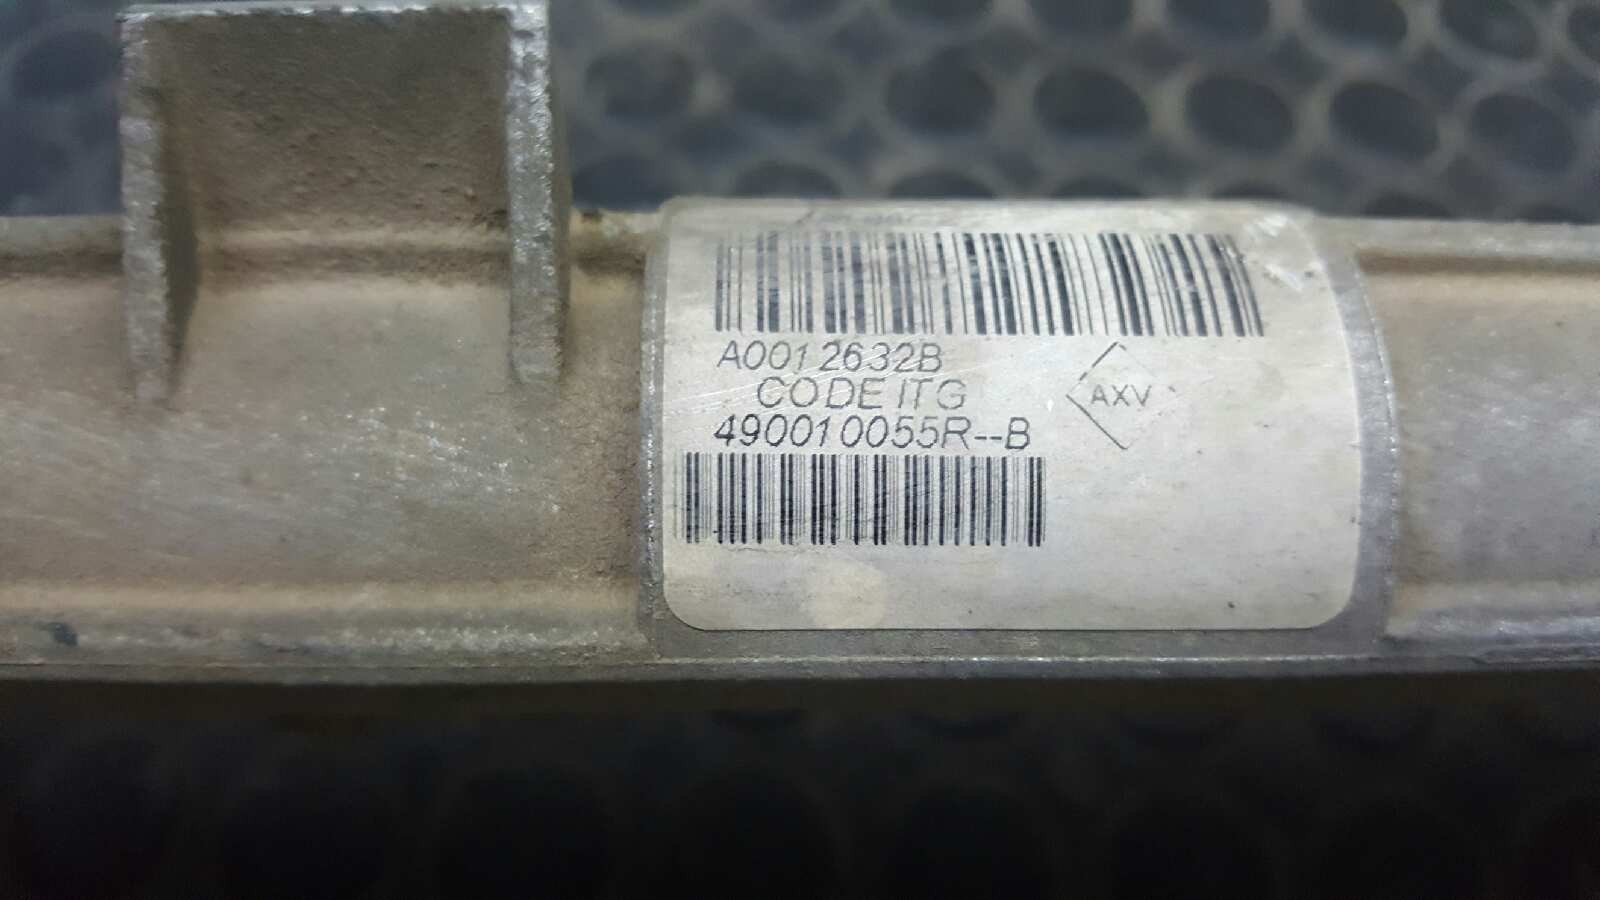 A0012632B
CODE ITG
AXV
490010055R--B